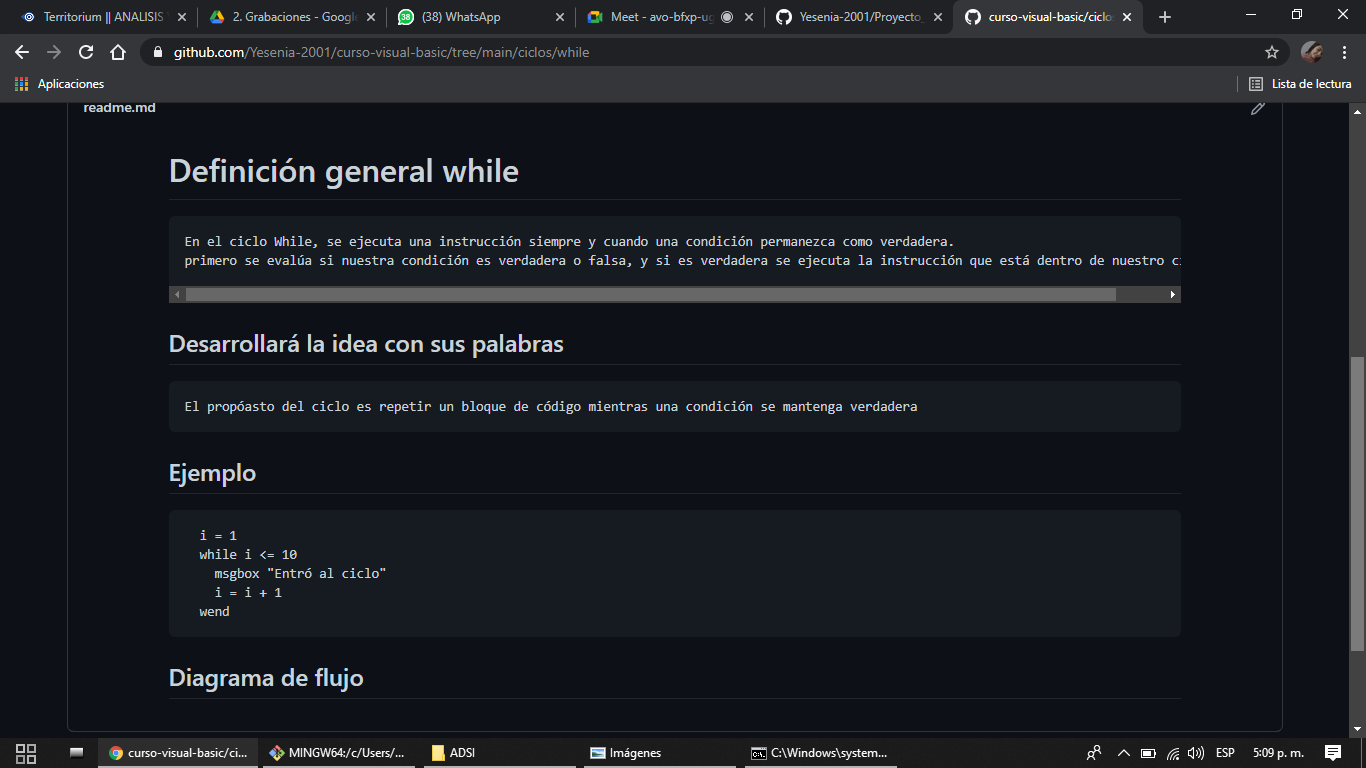 Territorium || ANALISIS
2. Grabaciones - Google
38
(38) WhatsApp
Meet - avo-bfxp-ug
Yesenia-2001/Proyecto_
curso-visual-basic/ciclos
github.com/Yesenia-2001/curso-visual-basic/tree/main/ciclos/while
Aplicaciones
Lista de lectura
readme.md
Definición general while
En el ciclo While, se ejecuta una instrucción siempre y cuando una condición permanezca como verdadera.
primero se evalúa si nuestra condición es verdadera o falsa, y si es verdadera se ejecuta la instrucción que está dentro de nuestro ci
Desarrollará la idea con sus palabras
El propóasto del ciclo es repetir un bloque de código mientras una condición se mantenga verdadera
Ejemplo
i = 1
while i <= 10
msgbox "Entró al ciclo"
i = i + 1
wend
Diagrama de flujo
curso-visual-basic/ci...
MINGW64:/c/Users/...
ADSI
Imágenes
C:\Windows\system...
ESP
5:09 p. m.